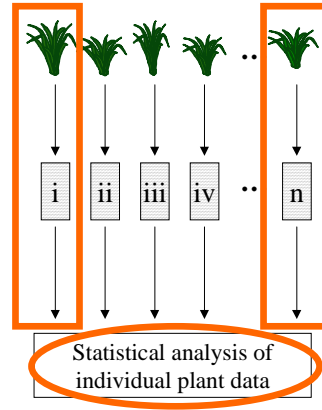 ..
i ii iii iv .. n
Statistical analysis of
individual plant data